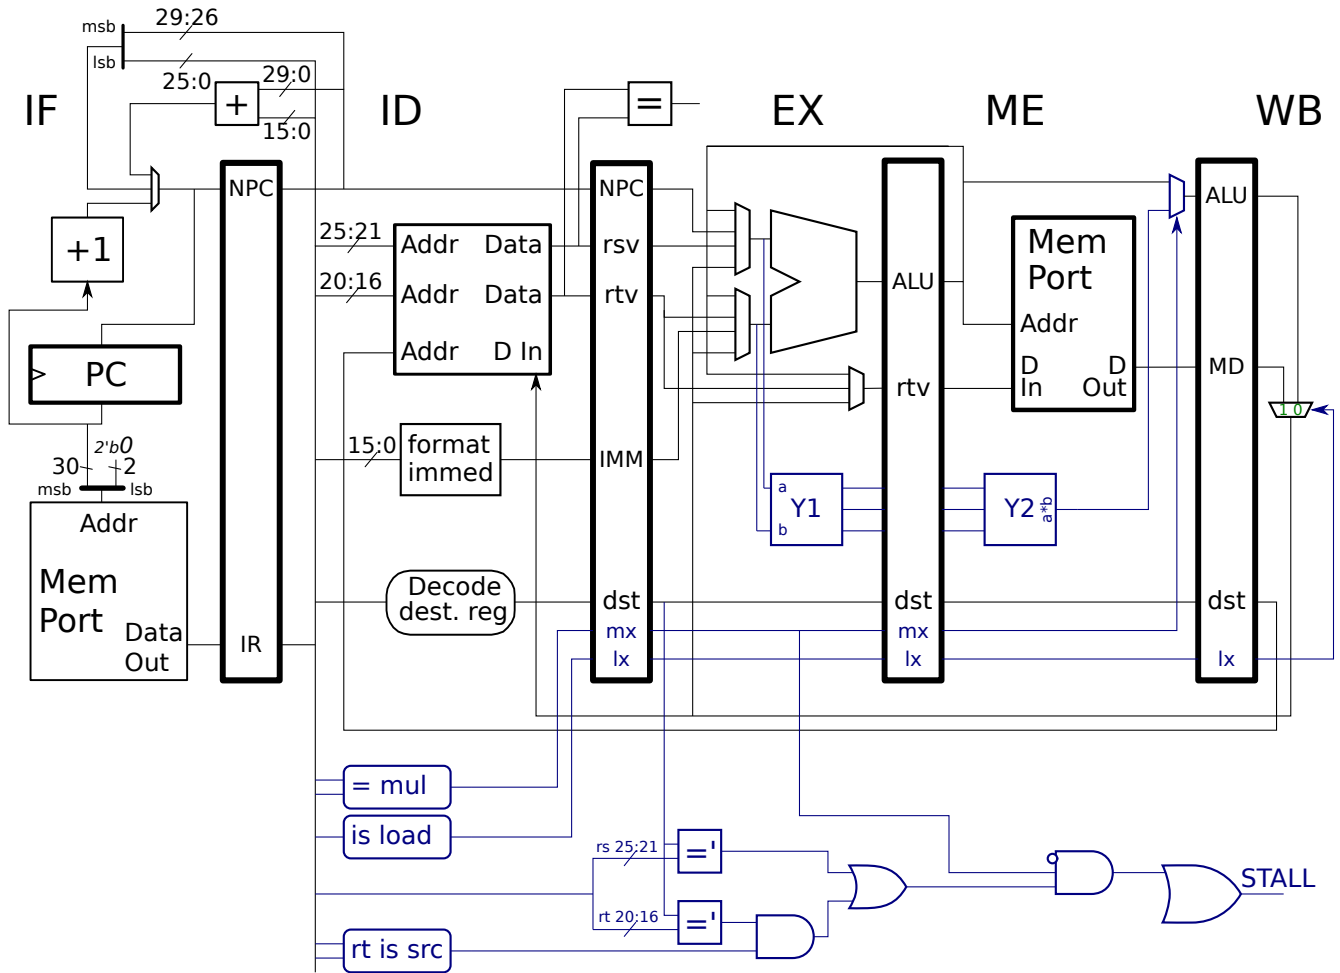 29:26
msb
lsb
25:0
29:0
+
15:0
IF
ID
=
EX
ME
WB
NPC
NPC
ALU
+1
25:21
Addr
Data
rsv
20:16
Addr
Data
rtv
Addr
D In
ALU
Mem
Port
Addr
D
In
D
Out
MD
PC
rtv
1 0
2'b0
30
2
msb
lsb
15:0
format
immed
IMM
Addr
Mem
Port
Data
Out
a
Y1
b
Y2
a*b
IR
Decode
dest. reg
dst
mx
lx
dst
mx
lx
dst
lx
= mul
is load
rs 25:21
='
rt 20:16
='
rt is src
STALL